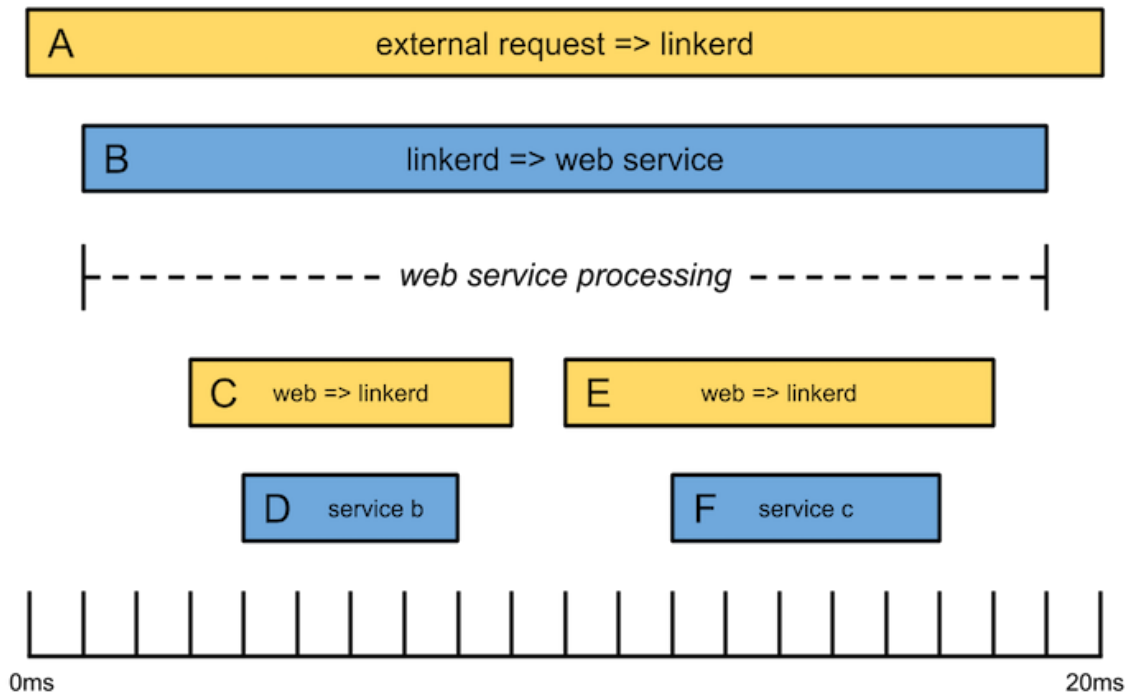 A external request => linkerd
B linkerd => web service
web service processing
C web => linkerd E web => linkerd
D service b F service c
0ms 20ms